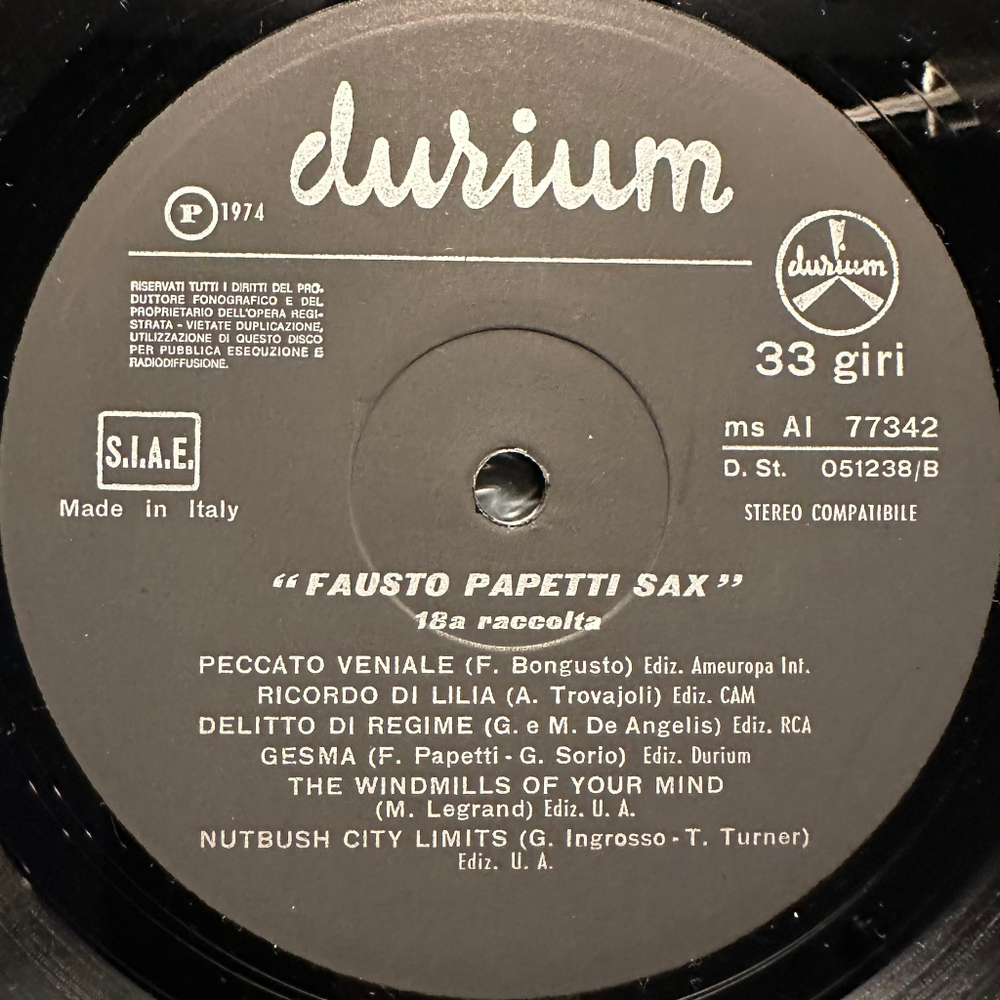 durium
P 1974
durium
RISERVATI TUTTI I DIRITTI DEL PRO-
DUTTORE FONOGRAFICO E DEL
PROPRIETARIO DELL'OPERA REGI-
STRATA - VIETATE DUPLICAZIONE,
UTILIZZAZIONE DI QUESTO DISCO
PER PUBBLICA ESECUZIONE E
RADIODIFFUSIONE.
33 giri
S.I.A.E.
Made in Italy
ms AI 77342
D. St. 051238/B
STEREO COMPATIBILE
“FAUSTO PAPETTI SAX”
18a raccolta
PECCATO VENIALE (F. Bongusto) Ediz. Ameuropa Int.
RICORDO DI LILIA (A. Trovajoli) Ediz. CAM
DELITTO DI REGIME (G. e M. De Angelis) Ediz. RCA
GESMA (F. Papetti - G. Sorio) Ediz. Durium
THE WINDMILLS OF YOUR MIND
(M. Legrand) Ediz. U. A.
NUTBUSH CITY LIMITS (G. Ingrosso - T. Turner)
Ediz. U. A.